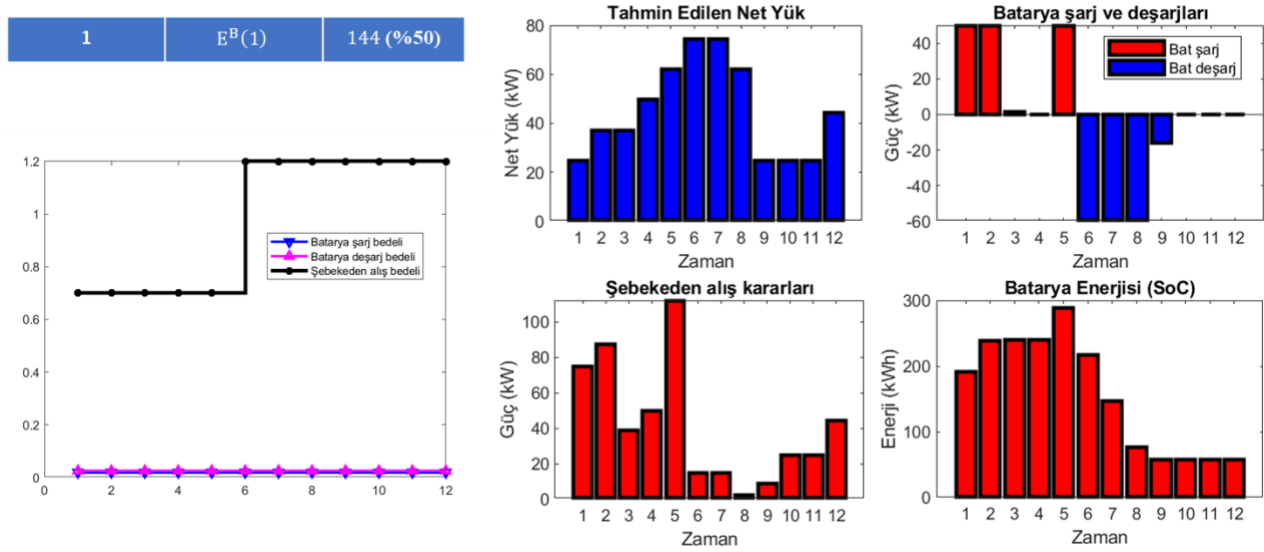 1 Eᴮ(1) 144 (%50)
1.2
1
0.8
0.6
0.4
0.2
0
0 2 4 6 8 10 12
Batarya şarj bedeli
Batarya deşarj bedeli
Şebekeden alış bedeli
Tahmin Edilen Net Yük
Net Yük (kW)
80
60
40
20
0
1 2 3 4 5 6 7 8 9 10 11 12
Zaman
Batarya şarj ve deşarjları
Güç (kW)
40
20
0
-20
-40
-60
Bat şarj
Bat deşarj
1 2 3 4 5 6 7 8 9 10 11 12
Zaman
Şebekeden alış kararları
Güç (kW)
100
80
60
40
20
0
1 2 3 4 5 6 7 8 9 10 11 12
Zaman
Batarya Enerjisi (SoC)
Enerji (kWh)
300
200
100
0
1 2 3 4 5 6 7 8 9 10 11 12
Zaman